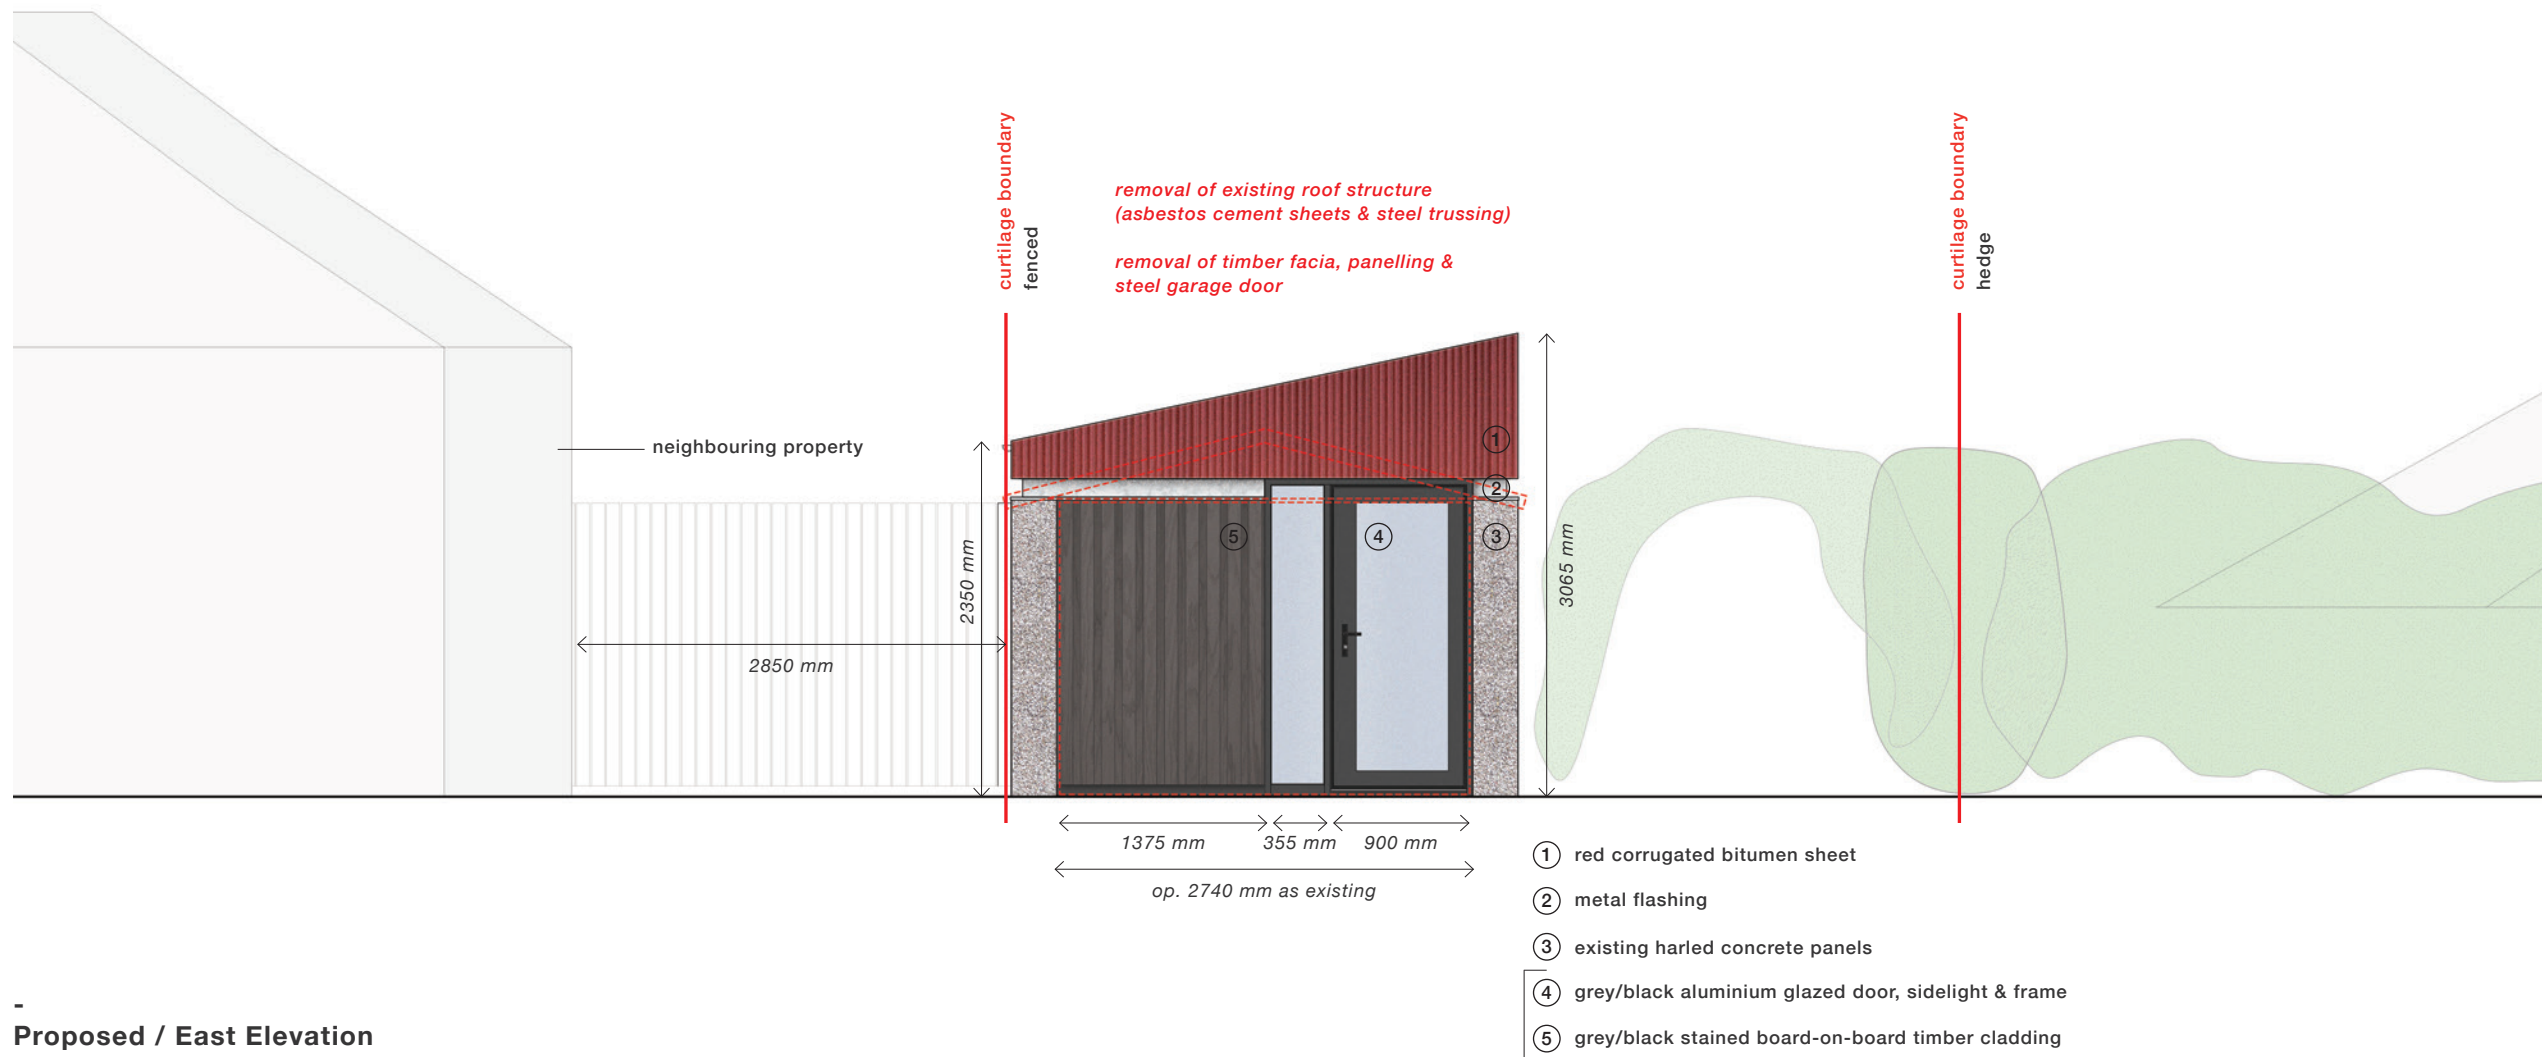 curtilage boundary
fenced
removal of existing roof structure
(asbestos cement sheets & steel trussing)
removal of timber facia, panelling &
steel garage door
curtilage boundary
hedge
neighbouring property
1
2
3
4
5
2350 mm
3065 mm
2850 mm
1375 mm
355 mm
900 mm
op. 2740 mm as existing
1 red corrugated bitumen sheet
2 metal flashing
3 existing harled concrete panels
4 grey/black aluminium glazed door, sidelight & frame
5 grey/black stained board-on-board timber cladding
-
Proposed / East Elevation